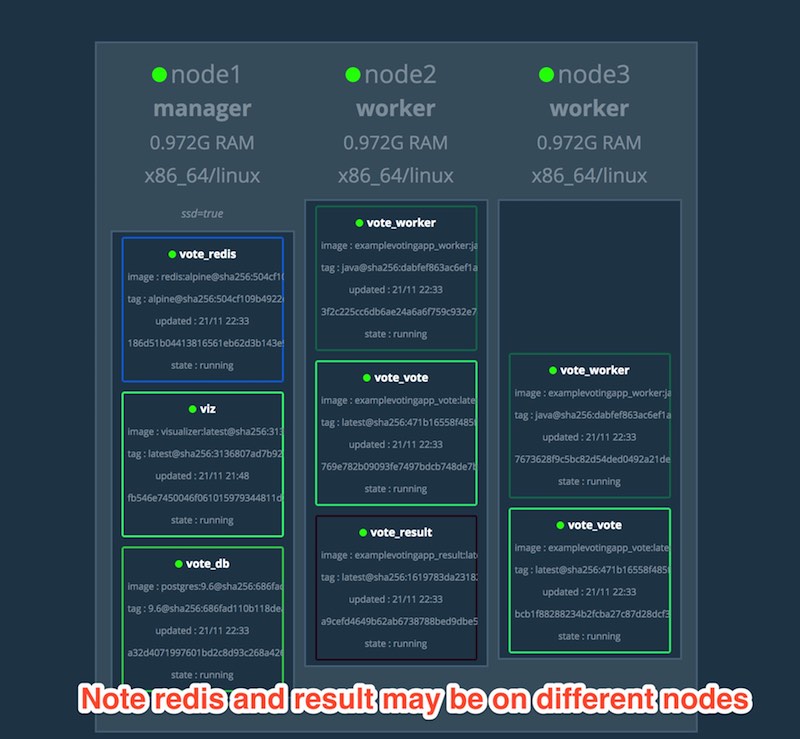 node1
manager
0.972G RAM
x86_64/linux
ssd=true
vote_redis
image : redis:alpine@sha256:504cf10
tag : alpine@sha256:504cf109b4922
updated : 21/11 22:33
186d51b04413816561eb62d3b143e
state : running
viz
image : visualizer:latest@sha256:313
tag : latest@sha256:3136807ad7b92
updated : 21/11 21:48
fb546e7450046f061015979344811d
state : running
vote_db
image : postgres:9.6@sha256:686fad
tag : 9.6@sha256:686fad110b118dea
updated : 21/11 22:33
a32d4071997601bd2c8d93c268a42
state : running
node2
worker
0.972G RAM
x86_64/linux
vote_worker
image : examplevotingapp_worker:ja
tag : java@sha256:dabfef863ac6ef1a
updated : 21/11 22:33
3f2c225cc6db6ae24a6a6f759c932e7
state : running
vote_vote
image : examplevotingapp_vote:late
tag : latest@sha256:471b16558f485
updated : 21/11 22:33
769e782b09093fe7497bdcb748de7b
state : running
vote_result
image : examplevotingapp_result:lat
tag : latest@sha256:1619783da2318
updated : 21/11 22:33
a9cefd4649b62ab6738788bed9dbe5
state : running
node3
worker
0.972G RAM
x86_64/linux
vote_worker
image : examplevotingapp_worker:ja
tag : java@sha256:dabfef863ac6ef1a
updated : 21/11 22:33
7673628f9c5bc82d54ded0492a21de
state : running
vote_vote
image : examplevotingapp_vote:late
tag : latest@sha256:471b16558f485
updated : 21/11 22:33
bcb1f88288234b2fcba27c87d28dcf3
state : running
Note redis and result may be on different nodes